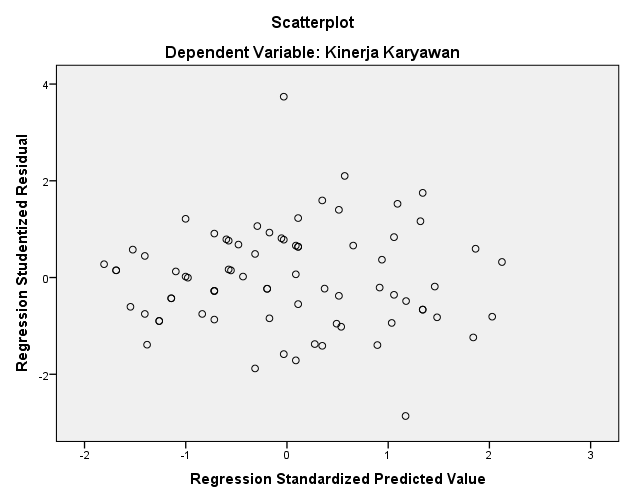 Scatterplot
Dependent Variable: Kinerja Karyawan
Regression Studentized Residual
4
2
0
-2
-2
-1
0
1
2
3
Regression Standardized Predicted Value